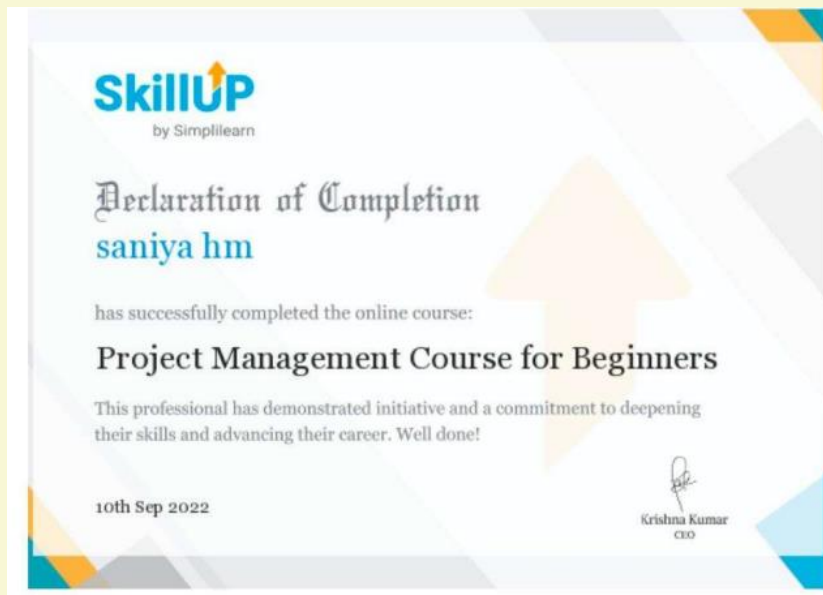 SkillUP
by Simplilearn
Declaration of Completion
saniya hm
has successfully completed the online course:
Project Management Course for Beginners
This professional has demonstrated initiative and a commitment to deepening
their skills and advancing their career. Well done!
10th Sep 2022
Krishna Kumar
CEO